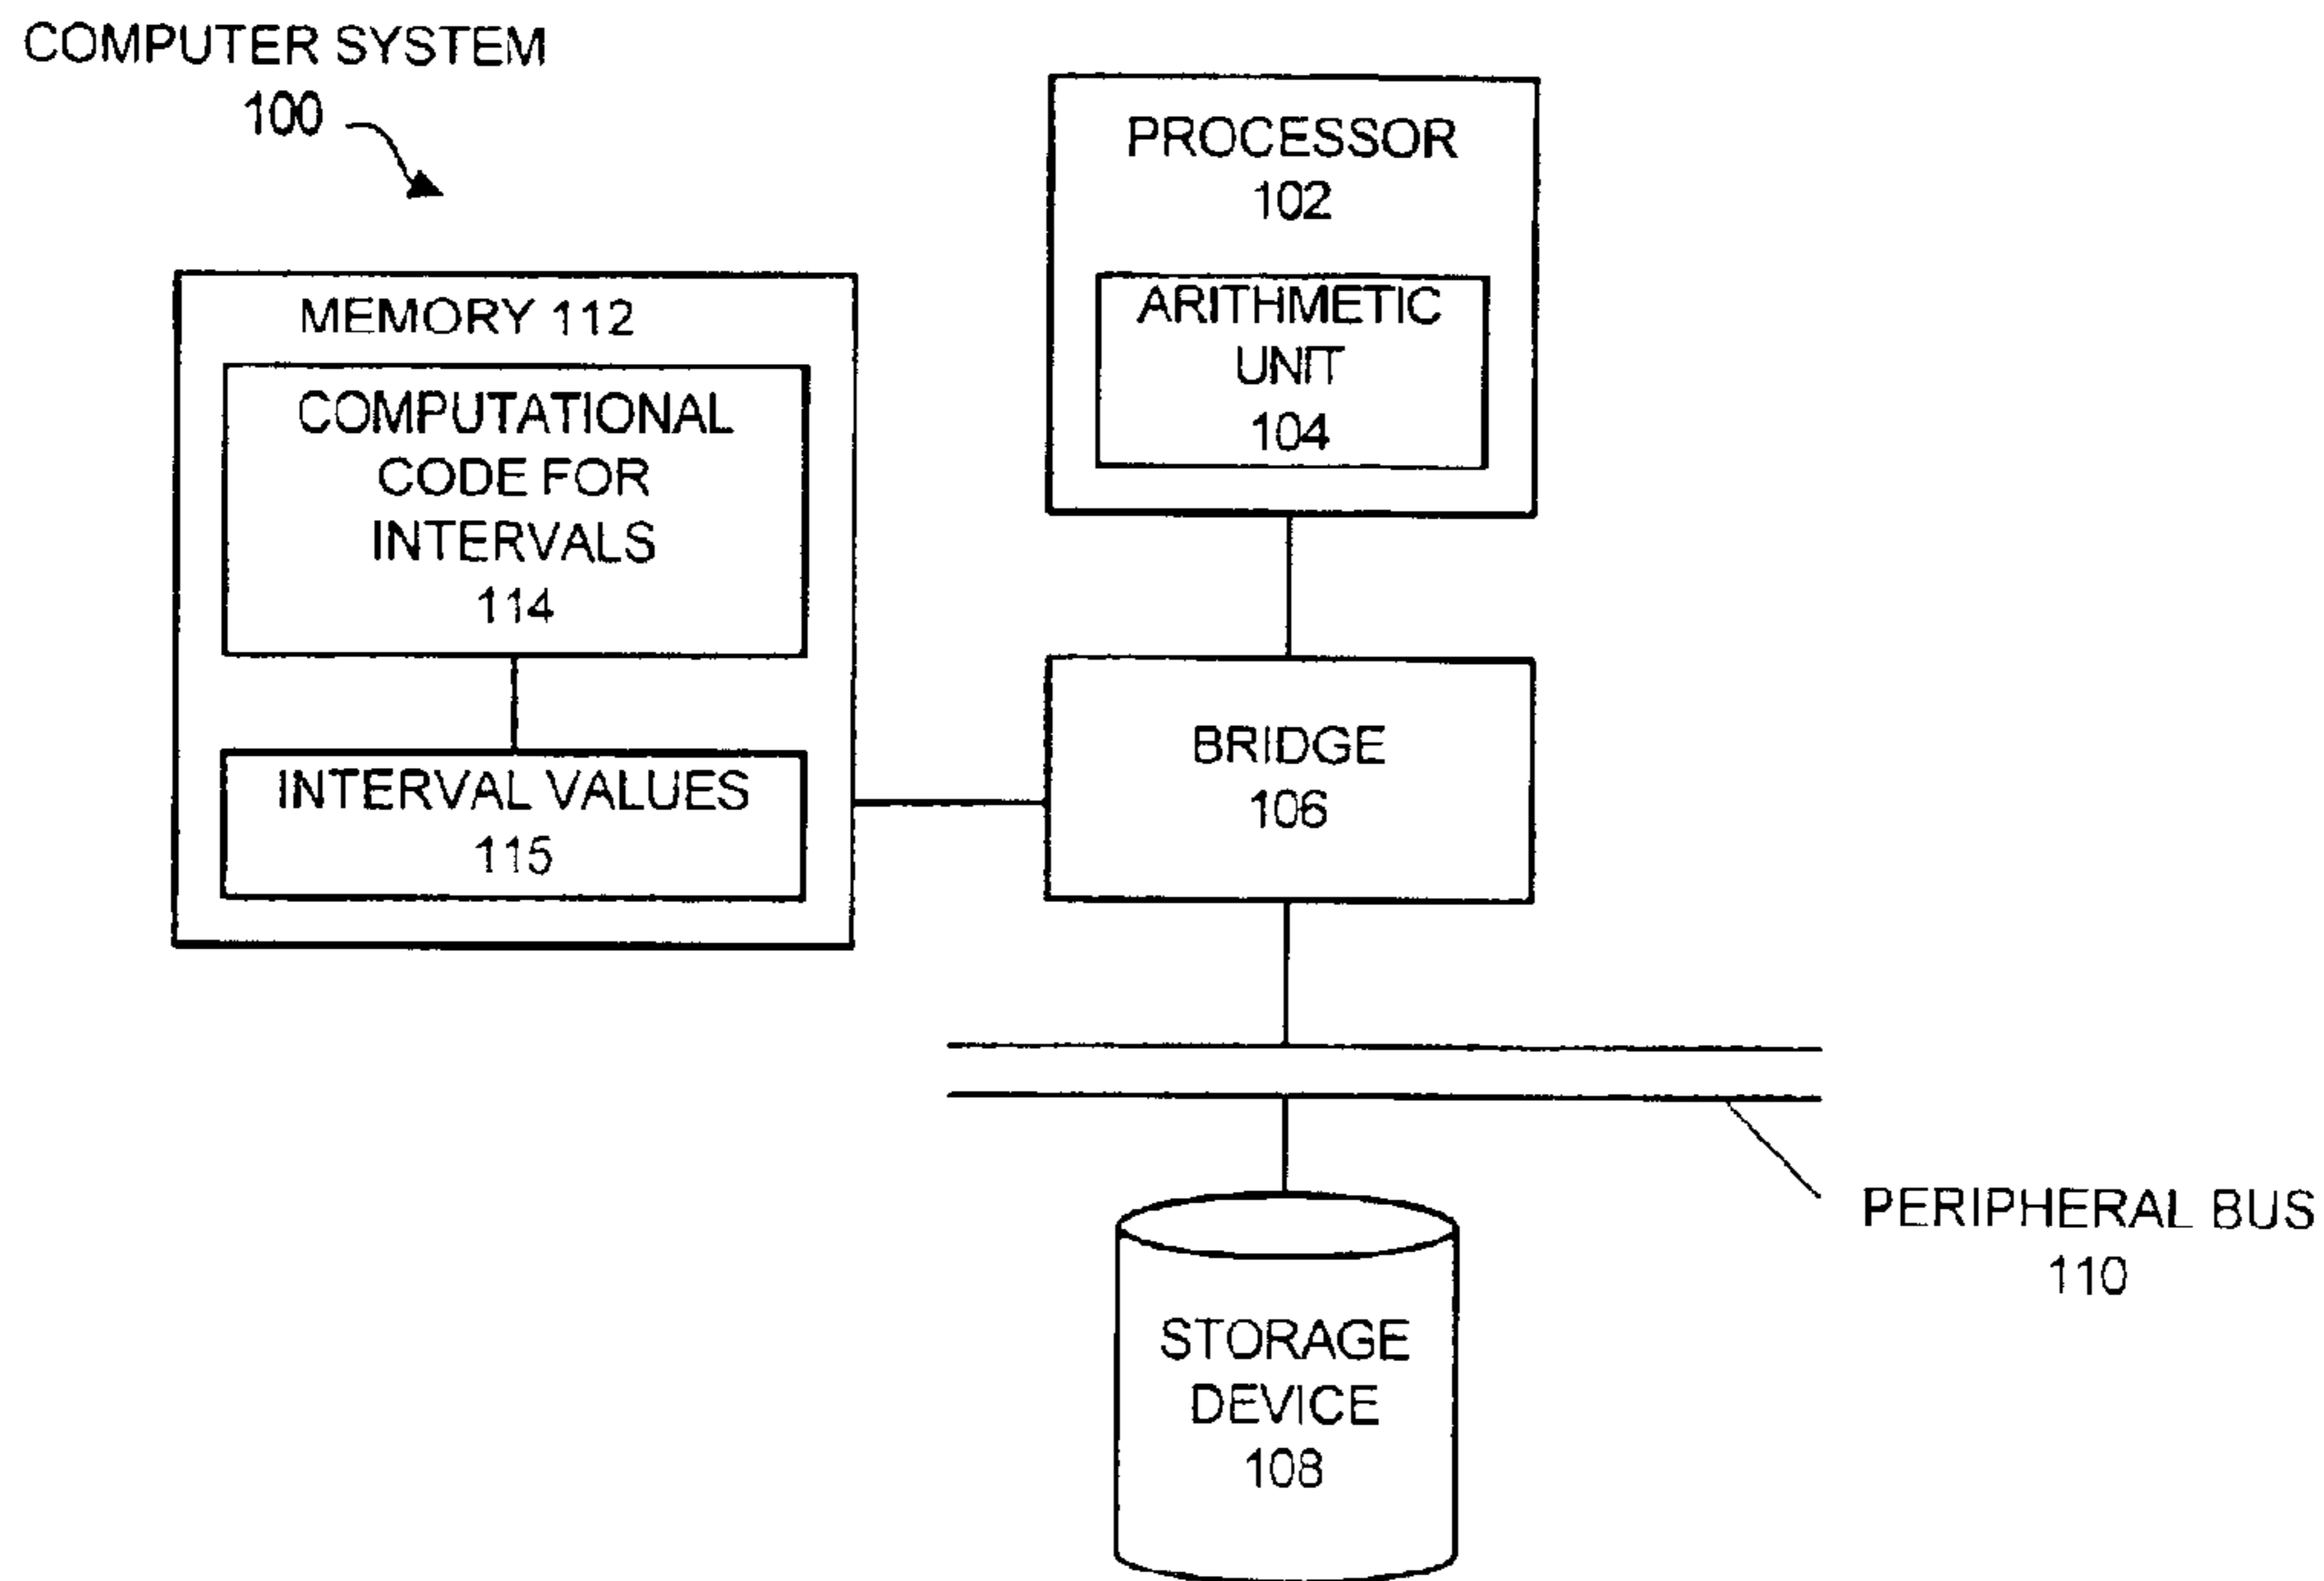 COMPUTER SYSTEM
100
PROCESSOR
102
ARITHMETIC
UNIT
104
MEMORY 112
COMPUTATIONAL
CODE FOR
INTERVALS
114
INTERVAL VALUES
115
BRIDGE
106
PERIPHERAL BUS
110
STORAGE
DEVICE
108